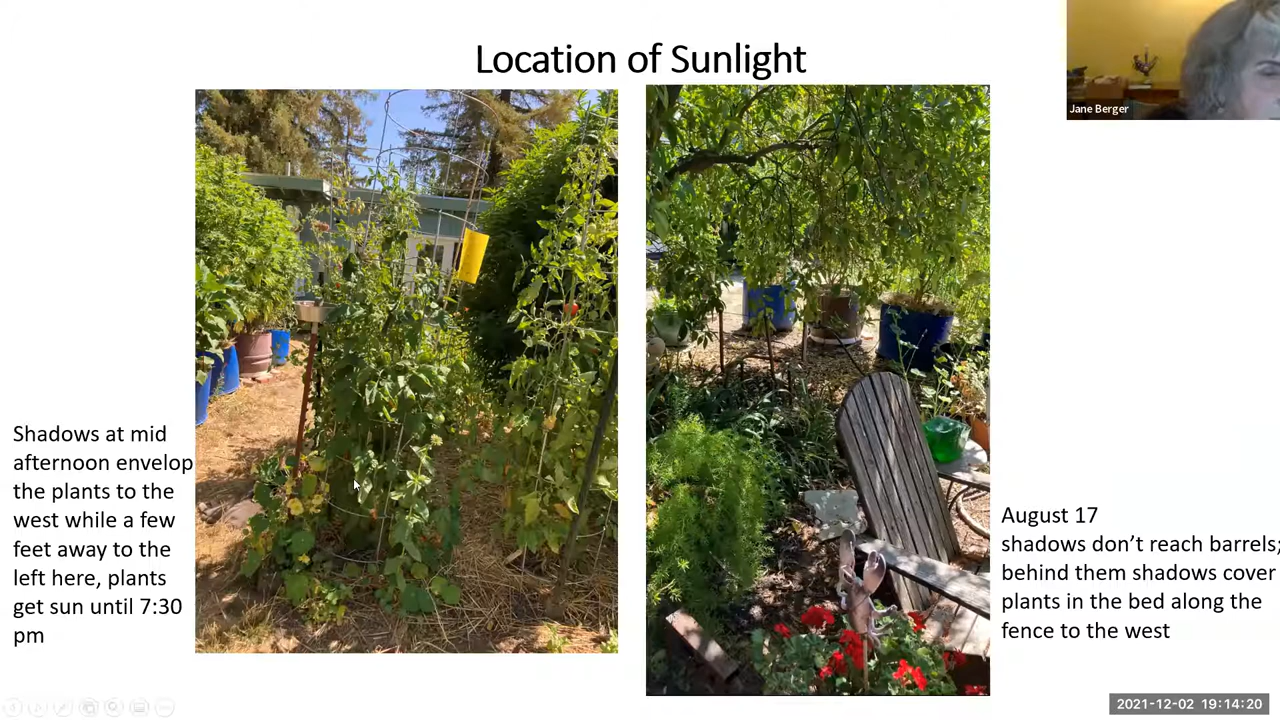 Location of Sunlight
Jane Berger
Shadows at mid
afternoon envelop
the plants to the
west while a few
feet away to the
left here, plants
get sun until 7:30
pm
August 17
shadows don’t reach barrels;
behind them shadows cover
plants in the bed along the
fence to the west
2021-12-02 19:14:20